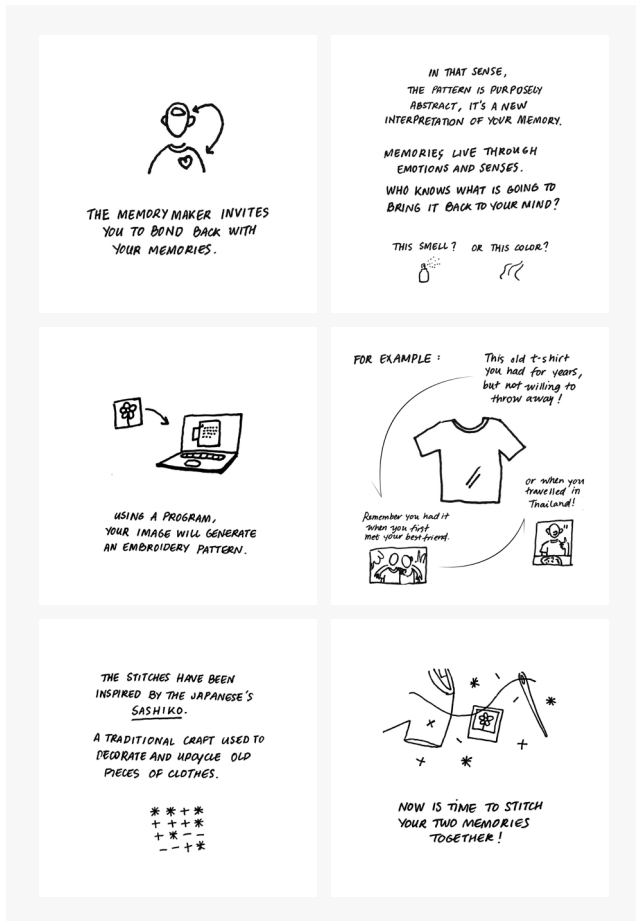 THE MEMORY MAKER INVITES
YOU TO BOND BACK WITH
YOUR MEMORIES.
USING A PROGRAM,
YOUR IMAGE WILL GENERATE
AN EMBROIDERY PATTERN.
THE STITCHES HAVE BEEN
INSPIRED BY THE JAPANESE'S
SASHIKO.
A TRADITIONAL CRAFT USED TO
DECORATE AND UPCYCLE OLD
PIECES OF CLOTHES.
IN THAT SENSE,
THE PATTERN IS PURPOSELY
ABSTRACT, IT'S A NEW
INTERPRETATION OF YOUR MEMORY.
MEMORIES LIVE THROUGH
EMOTIONS AND SENSES.
WHO KNOWS WHAT IS GOING TO
BRING IT BACK TO YOUR MIND?
THIS SMELL? OR THIS COLOR?
FOR EXAMPLE :
This old t-shirt
you had for years,
but not willing to
throw away!
Remember you had it
when you first
met your best friend.
or when you
travelled in
Thailand!
NOW IS TIME TO STITCH
YOUR TWO MEMORIES
TOGETHER!